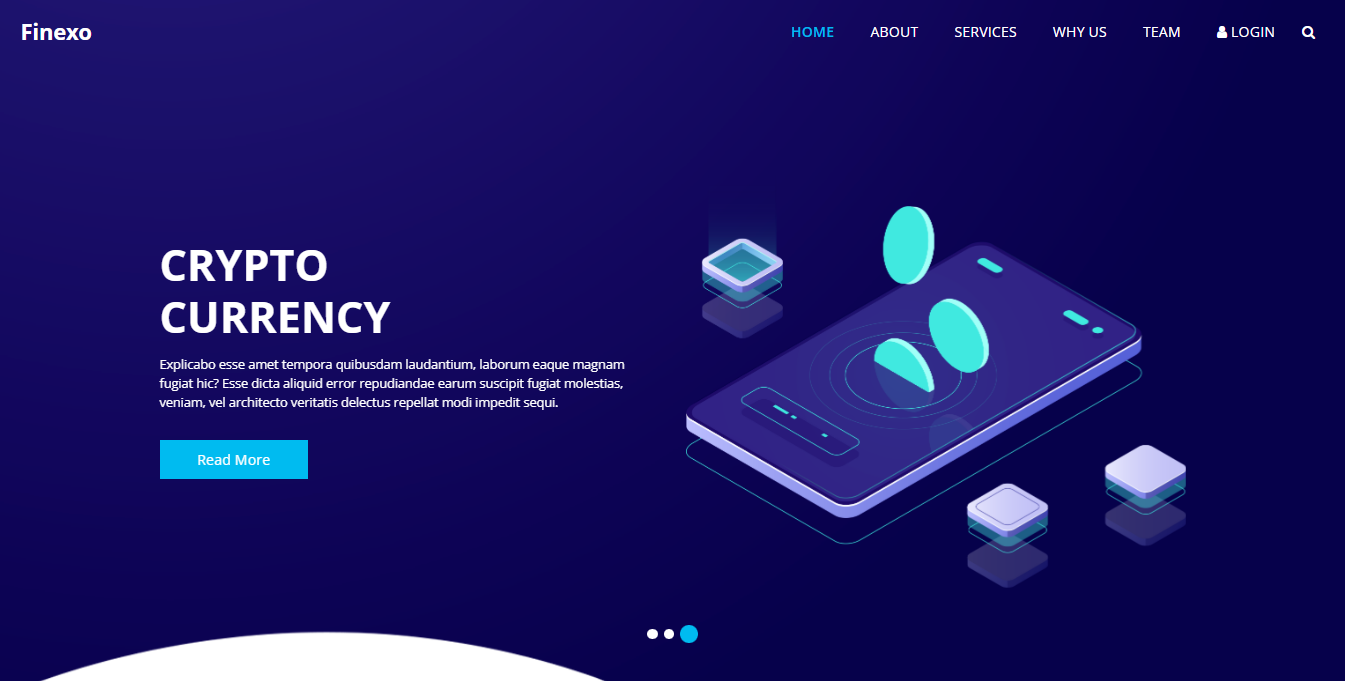 Finexo
HOME ABOUT SERVICES WHY US TEAM LOGIN
CRYPTO
CURRENCY
Explicabo esse amet tempora quibusdam laudantium, laborum eaque magnam
fugiat hic? Esse dicta aliquid error repudiandae earum suscipit fugiat molestias,
veniam, vel architecto veritatis delectus repellat modi impedit sequi.
Read More